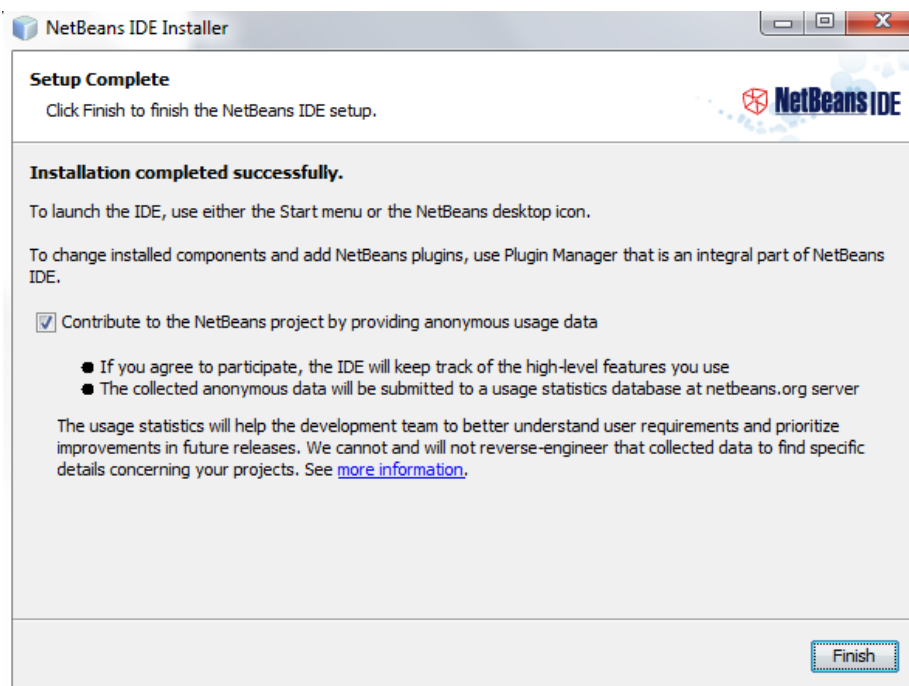 NetBeans IDE Installer
Setup Complete
Click Finish to finish the NetBeans IDE setup.
NetBeans IDE
Installation completed successfully.
To launch the IDE, use either the Start menu or the NetBeans desktop icon.
To change installed components and add NetBeans plugins, use Plugin Manager that is an integral part of NetBeans
IDE.
Contribute to the NetBeans project by providing anonymous usage data
● If you agree to participate, the IDE will keep track of the high-level features you use
● The collected anonymous data will be submitted to a usage statistics database at netbeans.org server
The usage statistics will help the development team to better understand user requirements and prioritize
improvements in future releases. We cannot and will not reverse-engineer that collected data to find specific
details concerning your projects. See more information.
Finish